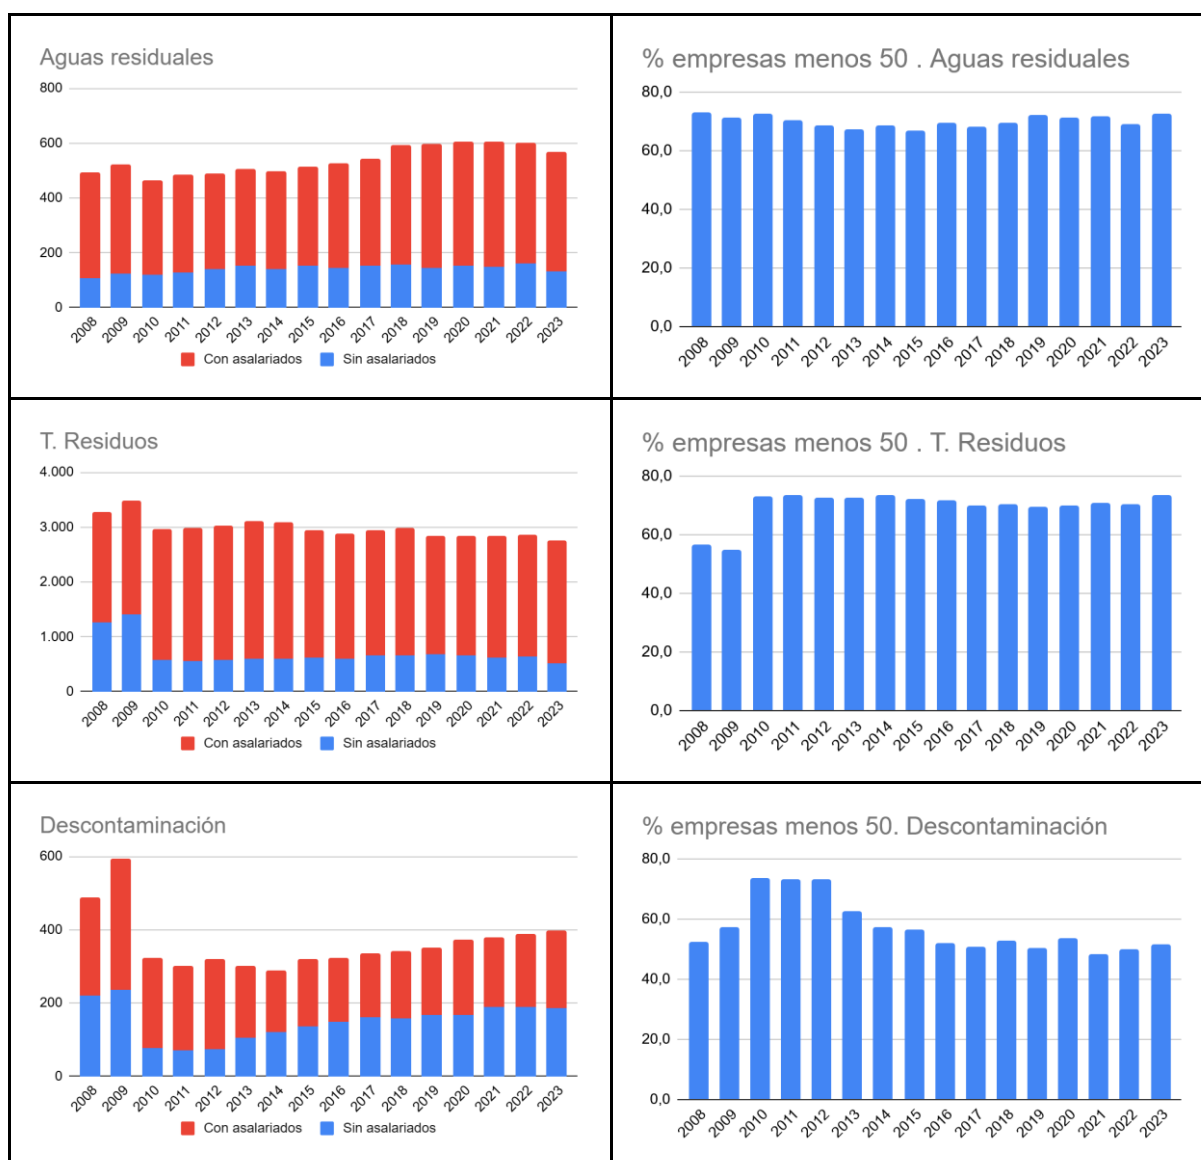 Aguas residuales
800
600
400
200
0
2008 2009 2010 2011 2012 2013 2014 2015 2016 2017 2018 2019 2020 2021 2022 2023
Con asalariados Sin asalariados
% empresas menos 50 . Aguas residuales
80,0
60,0
40,0
20,0
0,0
2008 2009 2010 2011 2012 2013 2014 2015 2016 2017 2018 2019 2020 2021 2022 2023
T. Residuos
4.000
3.000
2.000
1.000
0
2008 2009 2010 2011 2012 2013 2014 2015 2016 2017 2018 2019 2020 2021 2022 2023
Con asalariados Sin asalariados
% empresas menos 50 . T. Residuos
80,0
60,0
40,0
20,0
0,0
2008 2009 2010 2011 2012 2013 2014 2015 2016 2017 2018 2019 2020 2021 2022 2023
Descontaminación
600
400
200
0
2008 2009 2010 2011 2012 2013 2014 2015 2016 2017 2018 2019 2020 2021 2022 2023
Con asalariados Sin asalariados
% empresas menos 50. Descontaminación
80,0
60,0
40,0
20,0
0,0
2008 2009 2010 2011 2012 2013 2014 2015 2016 2017 2018 2019 2020 2021 2022 2023